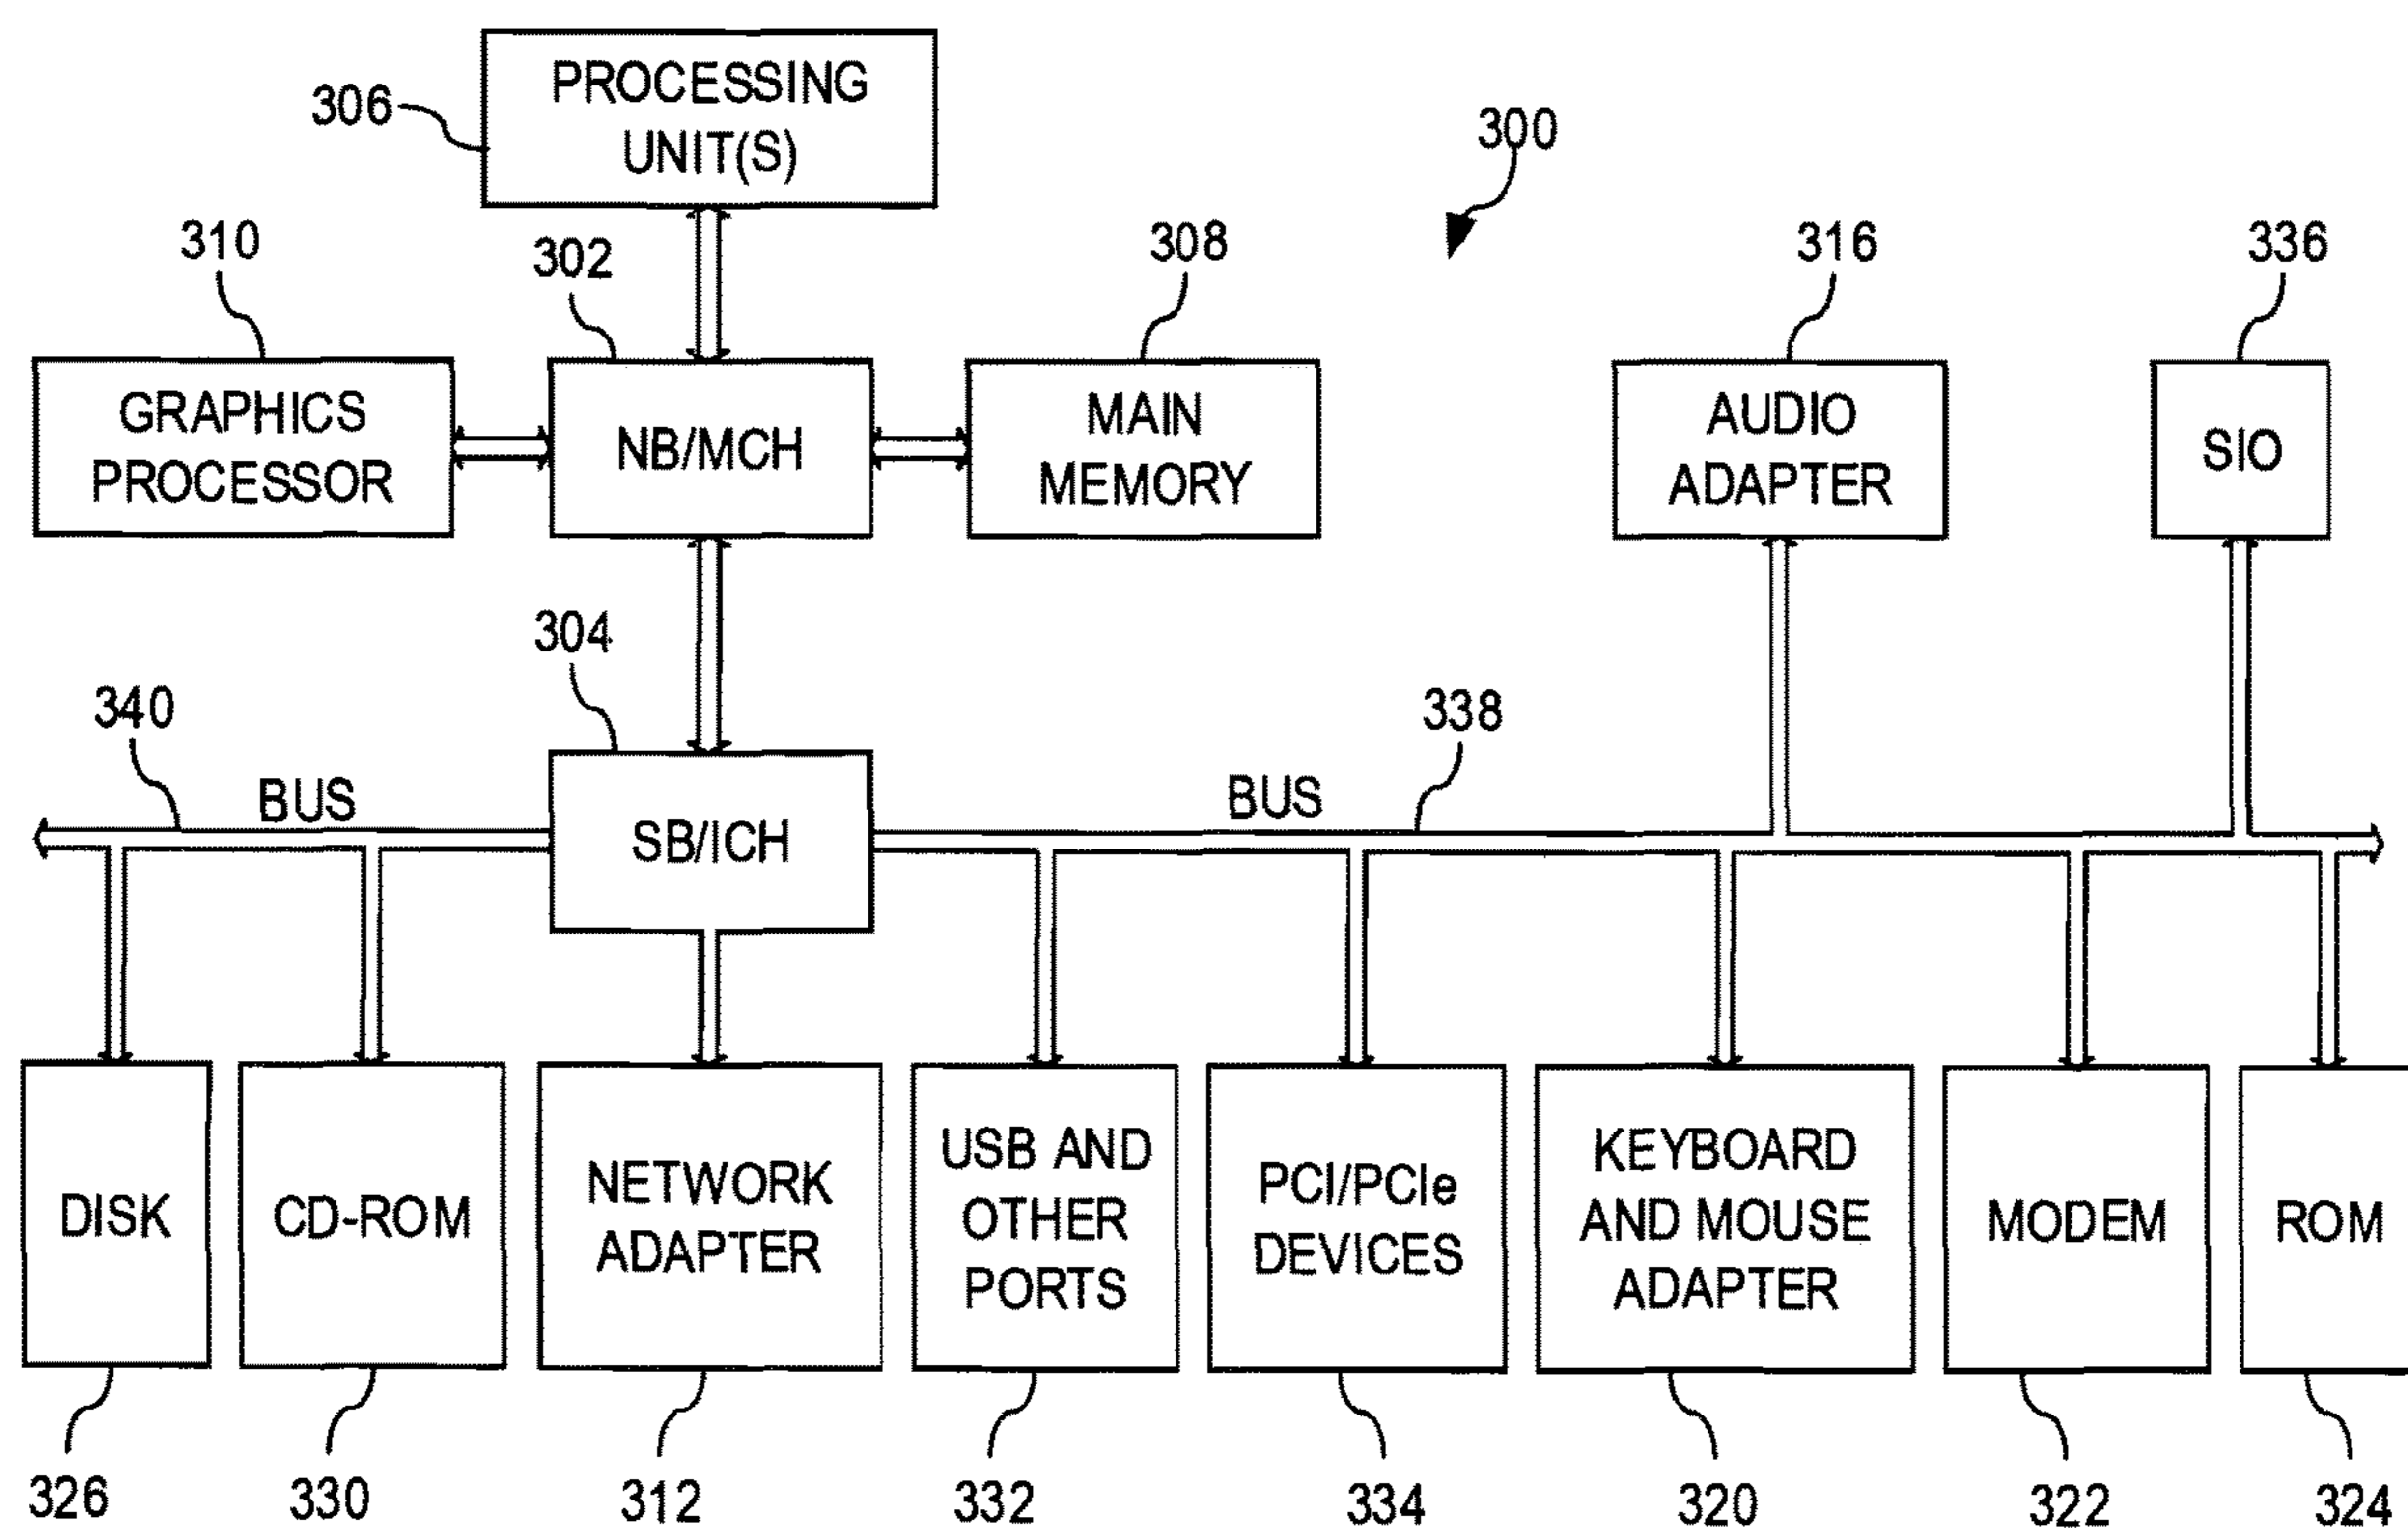 PROCESSING
UNIT(S)
306
300
310
302
308
316
336
GRAPHICS
PROCESSOR
NB/MCH
MAIN
MEMORY
AUDIO
ADAPTER
SIO
304
340
338
BUS
BUS
SB/ICH
DISK
CD-ROM
NETWORK
ADAPTER
USB AND
OTHER
PORTS
PCI/PCIe
DEVICES
KEYBOARD
AND MOUSE
ADAPTER
MODEM
ROM
326
330
312
332
334
320
322
324